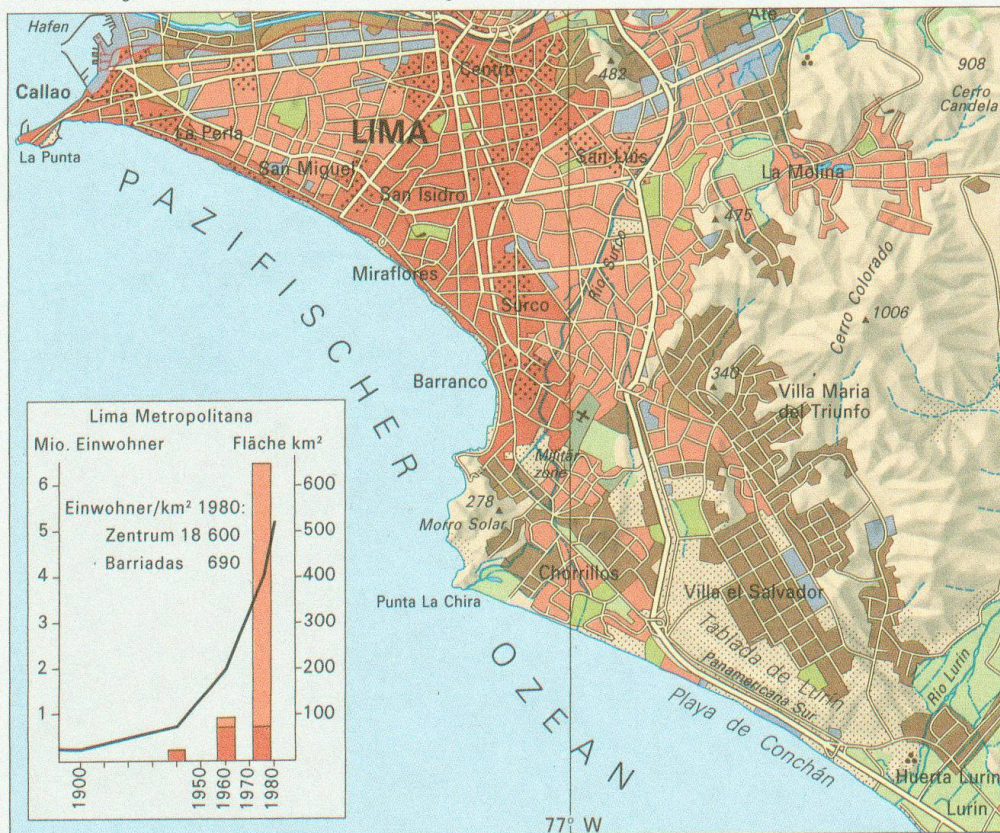 Hafen
Callao
La Punta
La Perla
LIMA
San Miguel
San Isidro
Miraflores
Centro
482
San Luis
Ate
908
Cerro
Candela
La Molina
475
Rio Surco
Surco
Barranco
Cerro Colorado
1006
340
Villa Maria
del Triunfo
Militär
zone
278
Morro Solar
Chorrillos
Punta La Chira
Villa el Salvador
Tablada de Lurin
Panamericana Sur
Playa de Conchán
Rio Lurin
Huerta Lurin
Lurin
PAZIFISCHER OZEAN
77° W
Lima Metropolitana
Mio. Einwohner Fläche km²
Einwohner/km² 1980:
Zentrum 18 600
Barriadas 690
6
5
4
3
2
1
600
500
400
300
200
100
1900
1950
1960
1970
1980